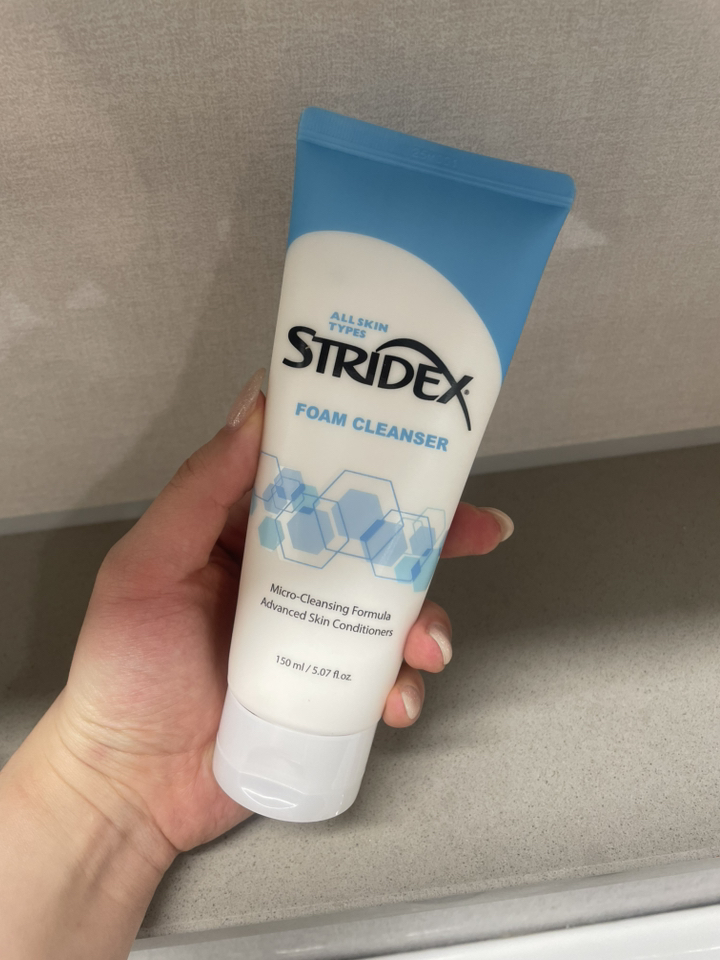 ALL SKIN
TYPES
STRIDEX®
FOAM CLEANSER
Micro-Cleansing Formula
Advanced Skin Conditioners
150 ml / 5.07 fl.oz.